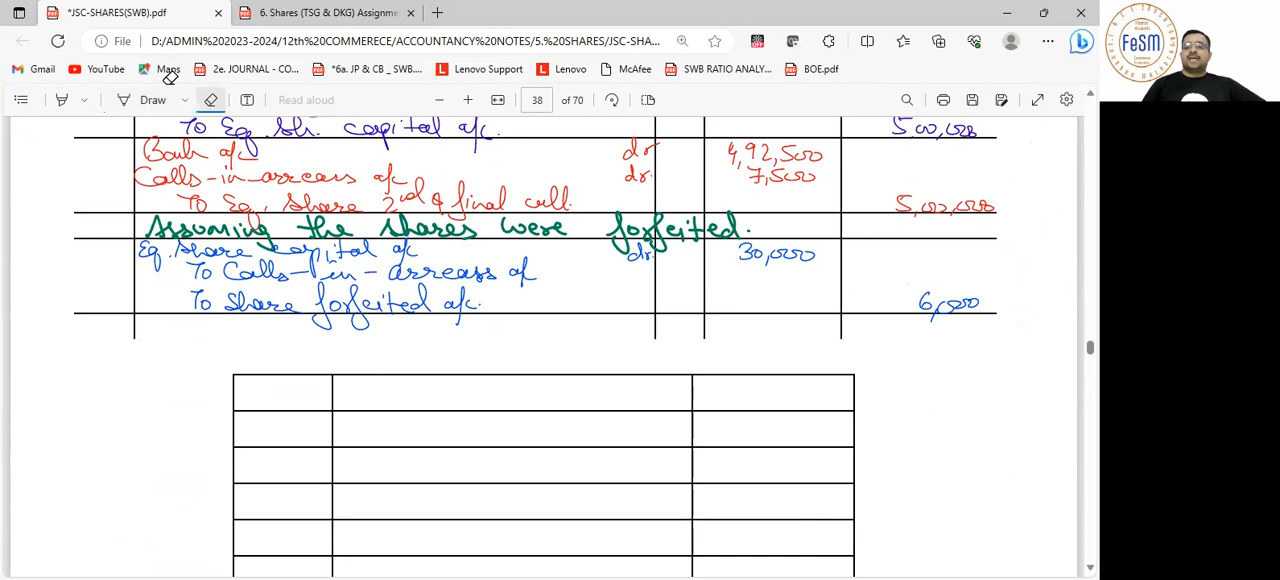 *JSC-SHARES(SWB).pdf
6. Shares (TSG & DKG) Assignme
File
D:/ADMIN%202023-2024/12th%20COMMERECE/ACCOUNTANCY%20NOTES/5.%20SHARES/JSC-SHA...
Gmail
YouTube
Maps
2e. JOURNAL - CO...
*6a. JP & CB _ SWB....
Lenovo Support
Lenovo
McAfee
SWB RATIO ANALY...
BOE.pdf
Draw
Read aloud
38 of 70
FeSM
To Eq. Sh. capital a/c. 5,00,000
Bank a/c dr 4,92,500
Calls-in-arrears a/c dr. 7,500
To Eq. Share 2nd & final call. 5,00,000
Assuming the shares were forfeited.
Eq. Share capital a/c dr. 30,000
To Calls-in-arrears a/c
To Share forfeited a/c. 6,000